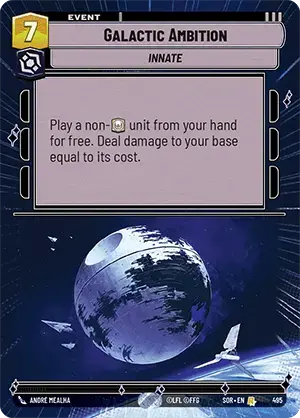 7
EVENT
GALACTIC AMBITION
INNATE
Play a non- unit from your hand
for free. Deal damage to your base
equal to its cost.
ANDRE MEALHA
©LFL ©FFG
SOR • EN
495